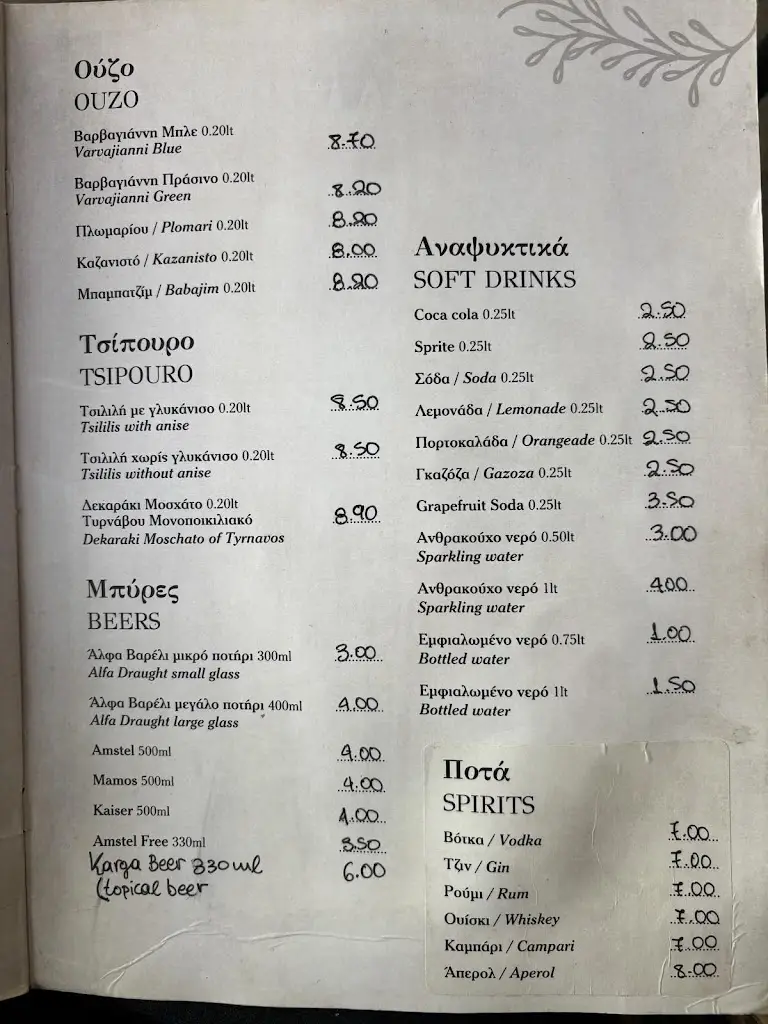 Ούζο
OUZO
Βαρβαγιάννη Μπλε 0.20lt 8.70
Varvajianni Blue
Βαρβαγιάννη Πράσινο 0.20lt 8.20
Varvajianni Green
Πλωμαρίου / Plomari 0.20lt 8.20
Καζανιστό / Kazanisto 0.20lt 8.00
Μπαμπατζίμ / Babajim 0.20lt 8.20
Τσίπουρο
TSIPOURO
Τσιλιλή με γλυκάνισο 0.20lt 8.50
Tsililis with anise
Τσιλιλή χωρίς γλυκάνισο 0.20lt 8.50
Tsililis without anise
Δεκαράκι Μοσχάτο 0.20lt
Τυρνάβου Μονοποικιλιακό 8.90
Dekaraki Moschato of Tyrnavos
Μπύρες
BEERS
Άλφα Βαρέλι μικρό ποτήρι 300ml 3.00
Alfa Draught small glass
Άλφα Βαρέλι μεγάλο ποτήρι 400ml 4.00
Alfa Draught large glass
Amstel 500ml 4.00
Mamos 500ml 4.00
Kaiser 500ml 4.00
Amstel Free 330ml 3.50
Karga Beer 330ml 6.00
(topical beer
Αναψυκτικά
SOFT DRINKS
Coca cola 0.25lt 2.50
Sprite 0.25lt 2.50
Σόδα / Soda 0.25lt 2.50
Λεμονάδα / Lemonade 0.25lt 2.50
Πορτοκαλάδα / Orangeade 0.25lt 2.50
Γκαζόζα / Gazoza 0.25lt 2.50
Grapefruit Soda 0.25lt 3.50
Ανθρακούχο νερό 0.50lt 3.00
Sparkling water
Ανθρακούχο νερό 1lt 4.00
Sparkling water
Εμφιαλωμένο νερό 0.75lt 1.00
Bottled water
Εμφιαλωμένο νερό 1lt 1.50
Bottled water
Ποτά
SPIRITS
Βότκα / Vodka 7.00
Τζιν / Gin 7.00
Ρούμι / Rum 7.00
Ουίσκι / Whiskey 7.00
Καμπάρι / Campari 7.00
Άπερολ / Aperol 8.00